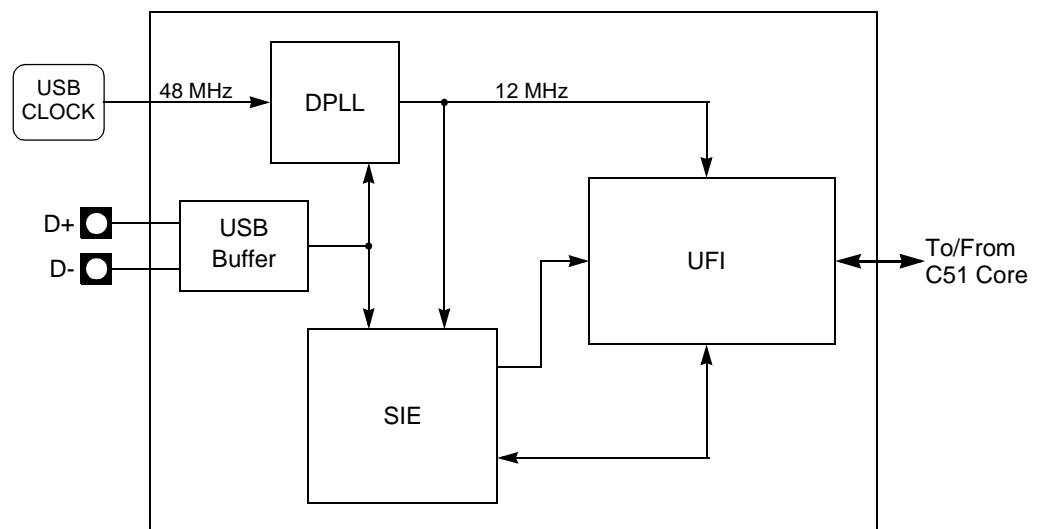 USB
CLOCK
48 MHz
DPLL
12 MHz
D+
D-
USB
Buffer
UFI
To/From
C51 Core
SIE